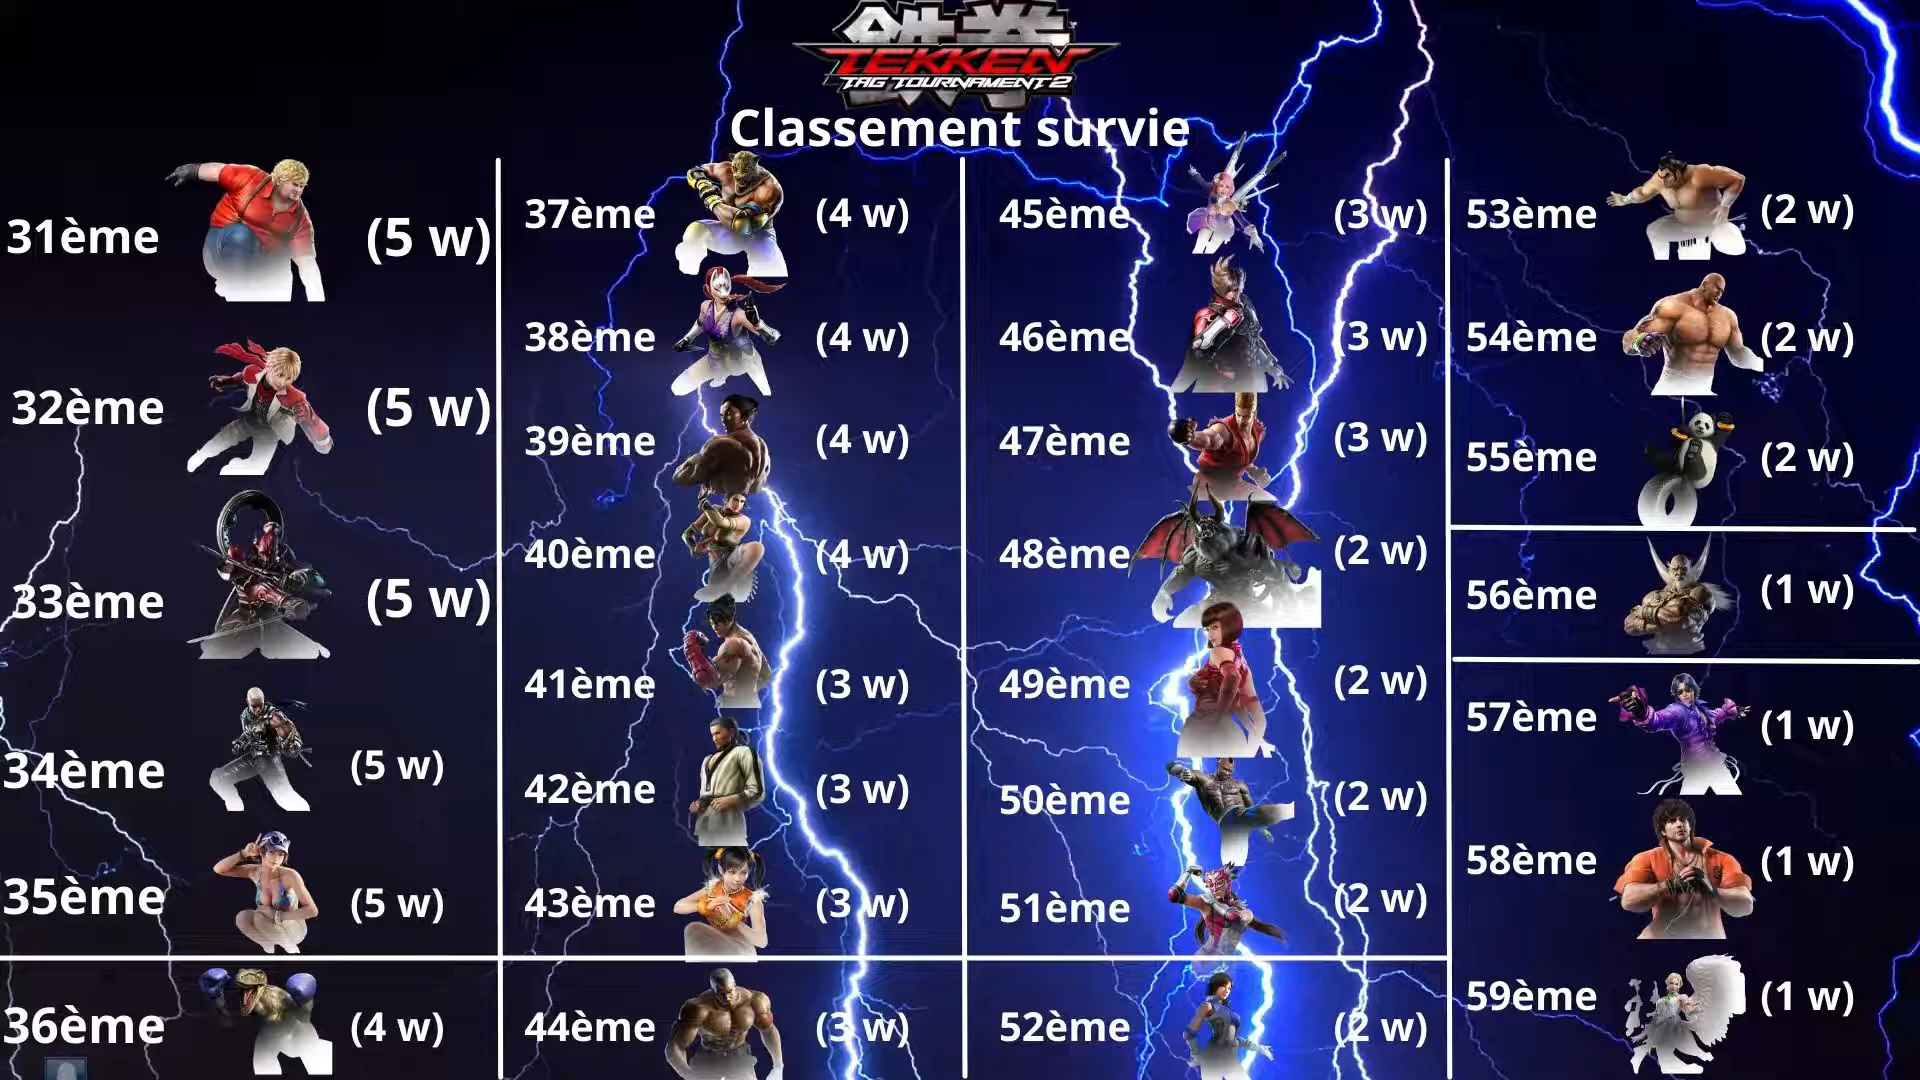 鉄拳
TEKKEN
TAG TOURNAMENT 2
Classement survie
31ème (5 w)
32ème (5 w)
33ème (5 w)
34ème (5 w)
35ème (5 w)
36ème (4 w)
37ème (4 w)
38ème (4 w)
39ème (4 w)
40ème (4 w)
41ème (3 w)
42ème (3 w)
43ème (3 w)
44ème (3 w)
45ème (3 w)
46ème (3 w)
47ème (3 w)
48ème (2 w)
49ème (2 w)
50ème (2 w)
51ème (2 w)
52ème (2 w)
53ème (2 w)
54ème (2 w)
55ème (2 w)
56ème (1 w)
57ème (1 w)
58ème (1 w)
59ème (1 w)